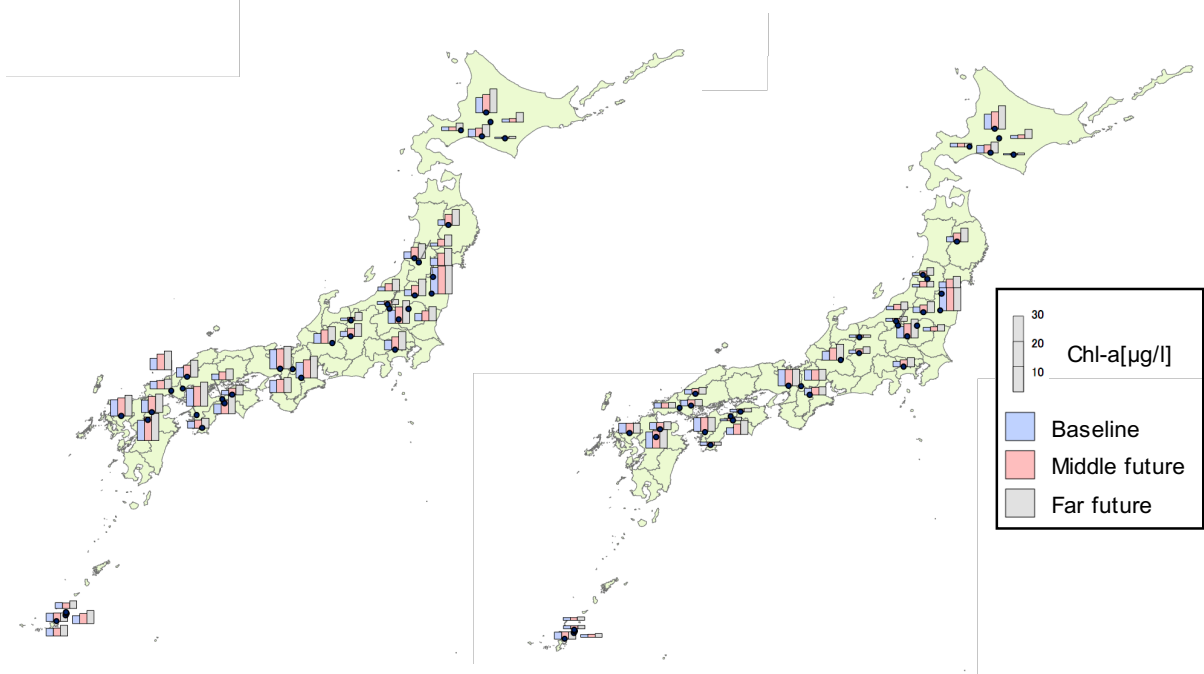 30
20
10
Chl-a[µg/l]
Baseline
Middle future
Far future